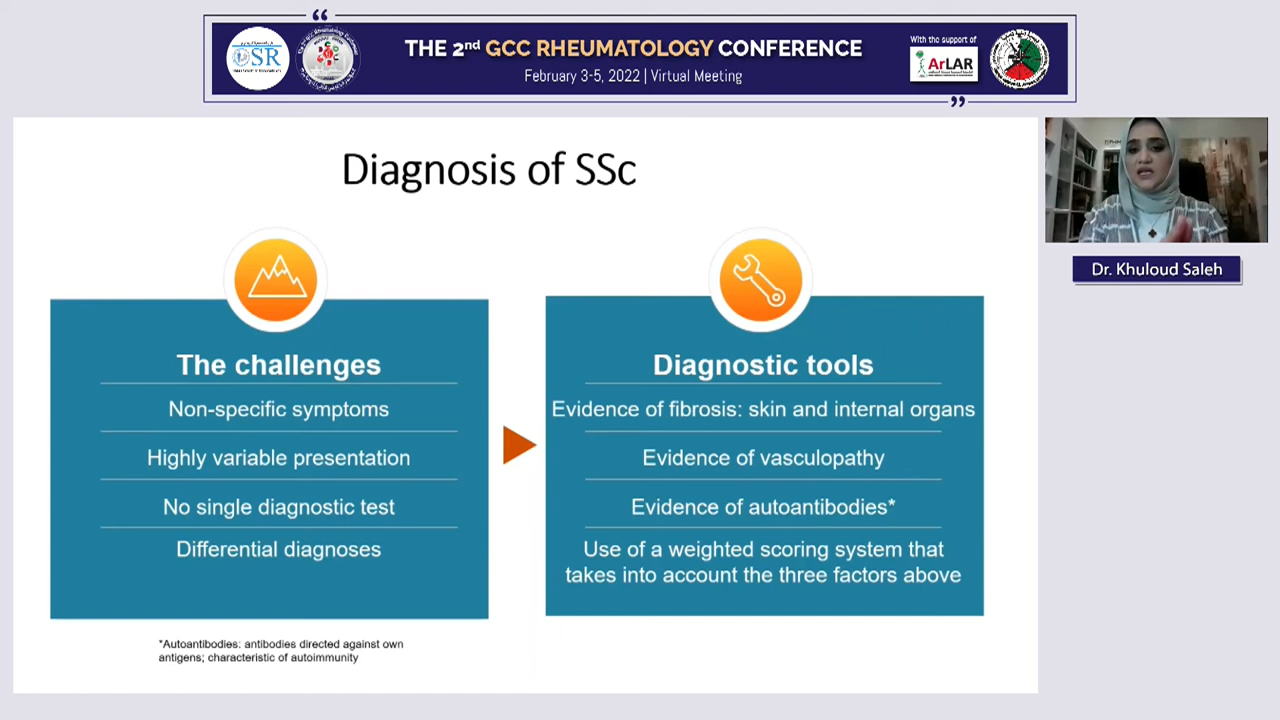 THE 2nd GCC RHEUMATOLOGY CONFERENCE
February 3-5, 2022 | Virtual Meeting
With the support of
SR
ArLAR
Dr. Khuloud Saleh
Diagnosis of SSc
The challenges
Non-specific symptoms
Highly variable presentation
No single diagnostic test
Differential diagnoses
Diagnostic tools
Evidence of fibrosis: skin and internal organs
Evidence of vasculopathy
Evidence of autoantibodies*
Use of a weighted scoring system that
takes into account the three factors above
*Autoantibodies: antibodies directed against own
antigens; characteristic of autoimmunity